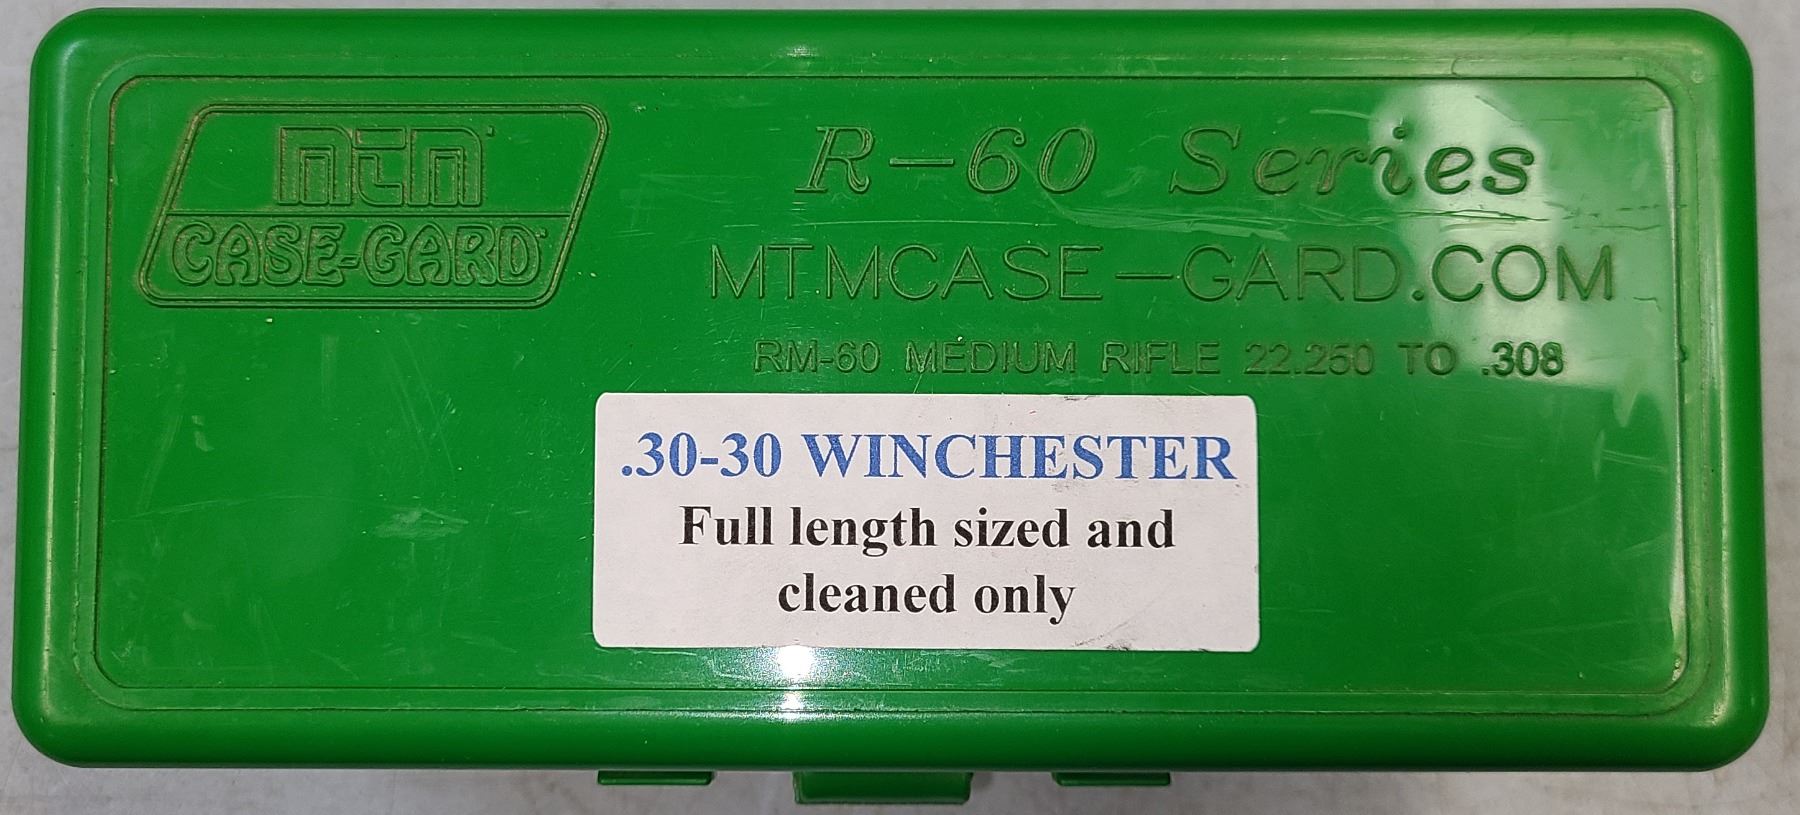 mtm
CASE-GARD
R-60 Series
MTMCASE-GARD.COM
RM-60 MEDIUM RIFLE 22.250 TO .308
.30-30 WINCHESTER
Full length sized and
cleaned only